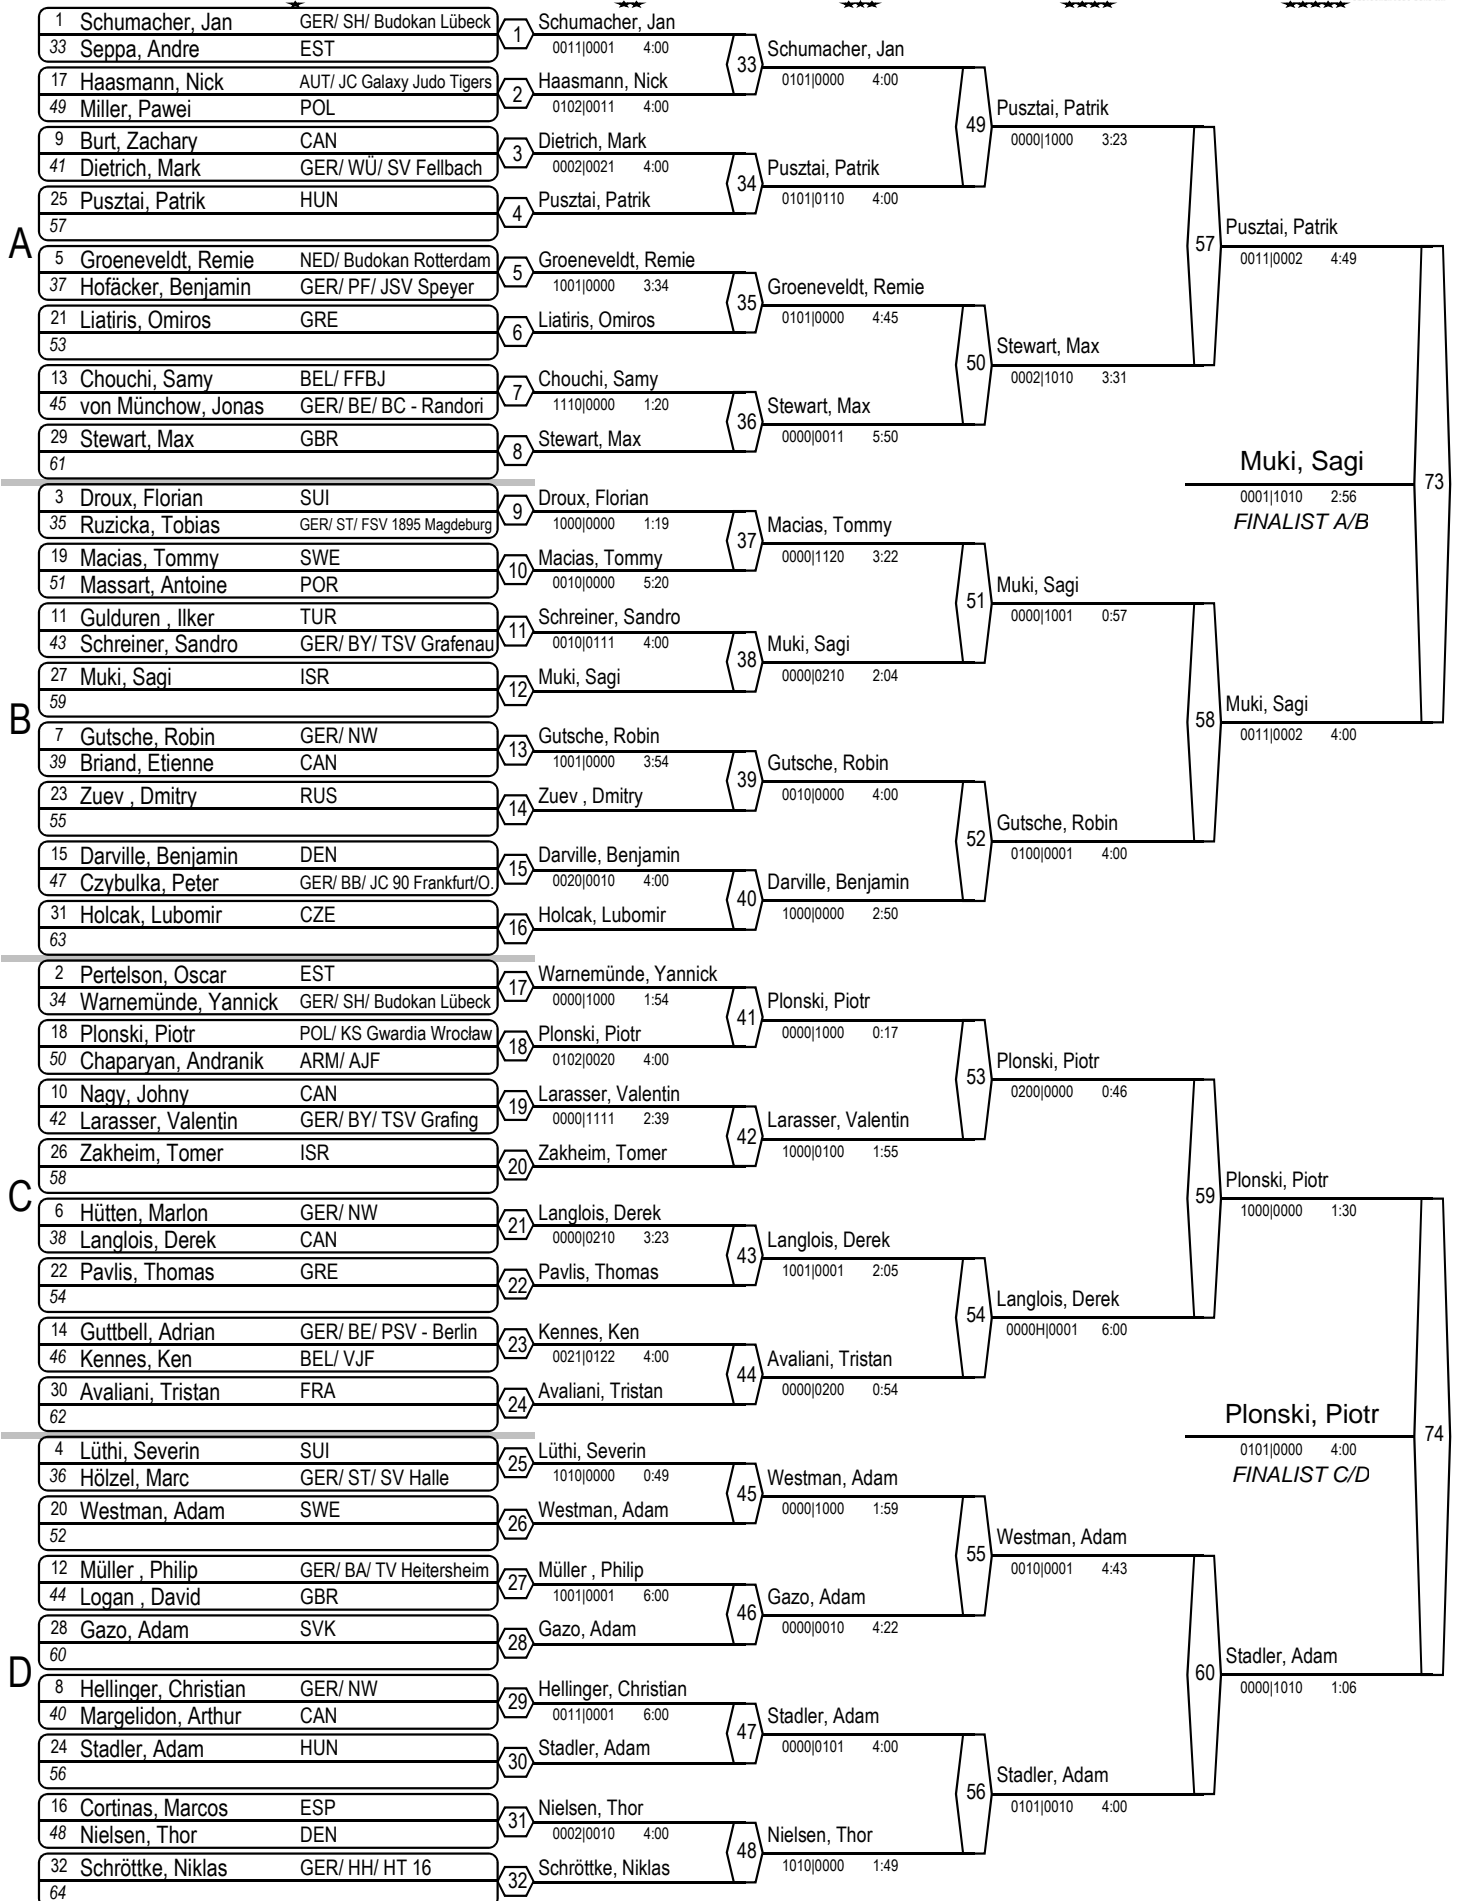 1 Schumacher, Jan GER/ SH/ Budokan Lübeck
33 Seppa, Andre EST
17 Haasmann, Nick AUT/ JC Galaxy Judo Tigers
49 Miller, Pawei POL
9 Burt, Zachary CAN
41 Dietrich, Mark GER/ WÜ/ SV Fellbach
25 Pusztai, Patrik HUN
57
A
5 Groeneveldt, Remie NED/ Budokan Rotterdam
37 Hofäcker, Benjamin GER/ PF/ JSV Speyer
21 Liatiris, Omiros GRE
53
13 Chouchi, Samy BEL/ FFBJ
45 von Münchow, Jonas GER/ BE/ BC - Randori
29 Stewart, Max GBR
61
3 Droux, Florian SUI
35 Ruzicka, Tobias GER/ ST/ FSV 1895 Magdeburg
19 Macias, Tommy SWE
51 Massart, Antoine POR
11 Gulduren , Ilker TUR
43 Schreiner, Sandro GER/ BY/ TSV Grafenau
27 Muki, Sagi ISR
59
B
7 Gutsche, Robin GER/ NW
39 Briand, Etienne CAN
23 Zuev , Dmitry RUS
55
15 Darville, Benjamin DEN
47 Czybulka, Peter GER/ BB/ JC 90 Frankfurt/O.
31 Holcak, Lubomir CZE
63
2 Pertelson, Oscar EST
34 Warnemünde, Yannick GER/ SH/ Budokan Lübeck
18 Plonski, Piotr POL/ KS Gwardia Wrocław
50 Chaparyan, Andranik ARM/ AJF
10 Nagy, Johny CAN
42 Larasser, Valentin GER/ BY/ TSV Grafing
26 Zakheim, Tomer ISR
58
C
6 Hütten, Marlon GER/ NW
38 Langlois, Derek CAN
22 Pavlis, Thomas GRE
54
14 Guttbell, Adrian GER/ BE/ PSV - Berlin
46 Kennes, Ken BEL/ VJF
30 Avaliani, Tristan FRA
62
4 Lüthi, Severin SUI
36 Hölzel, Marc GER/ ST/ SV Halle
20 Westman, Adam SWE
52
12 Müller , Philip GER/ BA/ TV Heitersheim
44 Logan , David GBR
28 Gazo, Adam SVK
60
D
8 Hellinger, Christian GER/ NW
40 Margelidon, Arthur CAN
24 Stadler, Adam HUN
56
16 Cortinas, Marcos ESP
48 Nielsen, Thor DEN
32 Schröttke, Niklas GER/ HH/ HT 16
64
1 Schumacher, Jan
0011|0001 4:00
2 Haasmann, Nick
0102|0011 4:00
3 Dietrich, Mark
0002|0021 4:00
4 Pusztai, Patrik
5 Groeneveldt, Remie
1001|0000 3:34
6 Liatiris, Omiros
7 Chouchi, Samy
1110|0000 1:20
8 Stewart, Max
9 Droux, Florian
1000|0000 1:19
10 Macias, Tommy
0010|0000 5:20
11 Schreiner, Sandro
0010|0111 4:00
12 Muki, Sagi
13 Gutsche, Robin
1001|0000 3:54
14 Zuev , Dmitry
15 Darville, Benjamin
0020|0010 4:00
16 Holcak, Lubomir
17 Warnemünde, Yannick
0000|1000 1:54
18 Plonski, Piotr
0102|0020 4:00
19 Larasser, Valentin
0000|1111 2:39
20 Zakheim, Tomer
21 Langlois, Derek
0000|0210 3:23
22 Pavlis, Thomas
23 Kennes, Ken
0021|0122 4:00
24 Avaliani, Tristan
25 Lüthi, Severin
1010|0000 0:49
26 Westman, Adam
27 Müller , Philip
1001|0001 6:00
28 Gazo, Adam
29 Hellinger, Christian
0011|0001 6:00
30 Stadler, Adam
31 Nielsen, Thor
0002|0010 4:00
32 Schröttke, Niklas
33 Schumacher, Jan
0101|0000 4:00
34 Pusztai, Patrik
0101|0110 4:00
35 Groeneveldt, Remie
0101|0000 4:45
36 Stewart, Max
0000|0011 5:50
37 Macias, Tommy
0000|1120 3:22
38 Muki, Sagi
0000|0210 2:04
39 Gutsche, Robin
0010|0000 4:00
40 Darville, Benjamin
1000|0000 2:50
41 Plonski, Piotr
0000|1000 0:17
42 Larasser, Valentin
1000|0100 1:55
43 Langlois, Derek
1001|0001 2:05
44 Avaliani, Tristan
0000|0200 0:54
45 Westman, Adam
0000|1000 1:59
46 Gazo, Adam
0000|0010 4:22
47 Stadler, Adam
0000|0101 4:00
48 Nielsen, Thor
1010|0000 1:49
49 Pusztai, Patrik
0000|1000 3:23
50 Stewart, Max
0002|1010 3:31
51 Muki, Sagi
0000|1001 0:57
52 Gutsche, Robin
0100|0001 4:00
53 Plonski, Piotr
0200|0000 0:46
54 Langlois, Derek
0000H|0001 6:00
55 Westman, Adam
0010|0001 4:43
56 Stadler, Adam
0101|0010 4:00
57 Pusztai, Patrik
0011|0002 4:49
58 Muki, Sagi
0011|0002 4:00
59 Plonski, Piotr
1000|0000 1:30
60 Stadler, Adam
0000|1010 1:06
Muki, Sagi 73
0001|1010 2:56
FINALIST A/B
Plonski, Piotr 74
0101|0000 4:00
FINALIST C/D